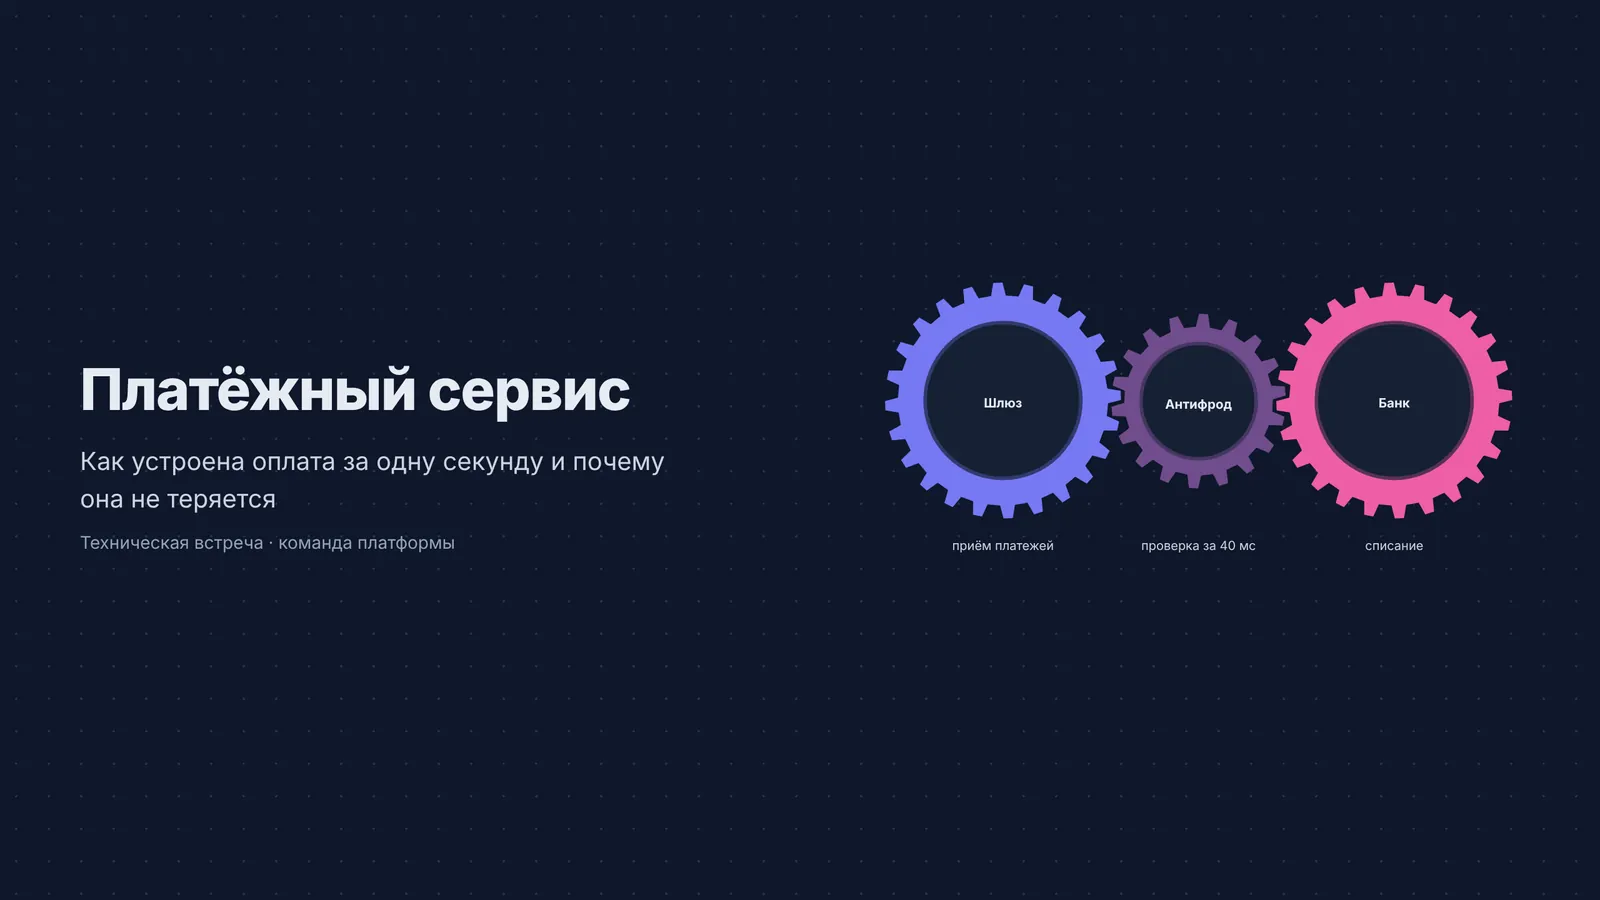 Платёжный сервис
Как устроена оплата за одну секунду и почему
она не теряется
Техническая встреча · команда платформы
Шлюз
Антифрод
Банк
приём платежей
проверка за 40 мс
списание